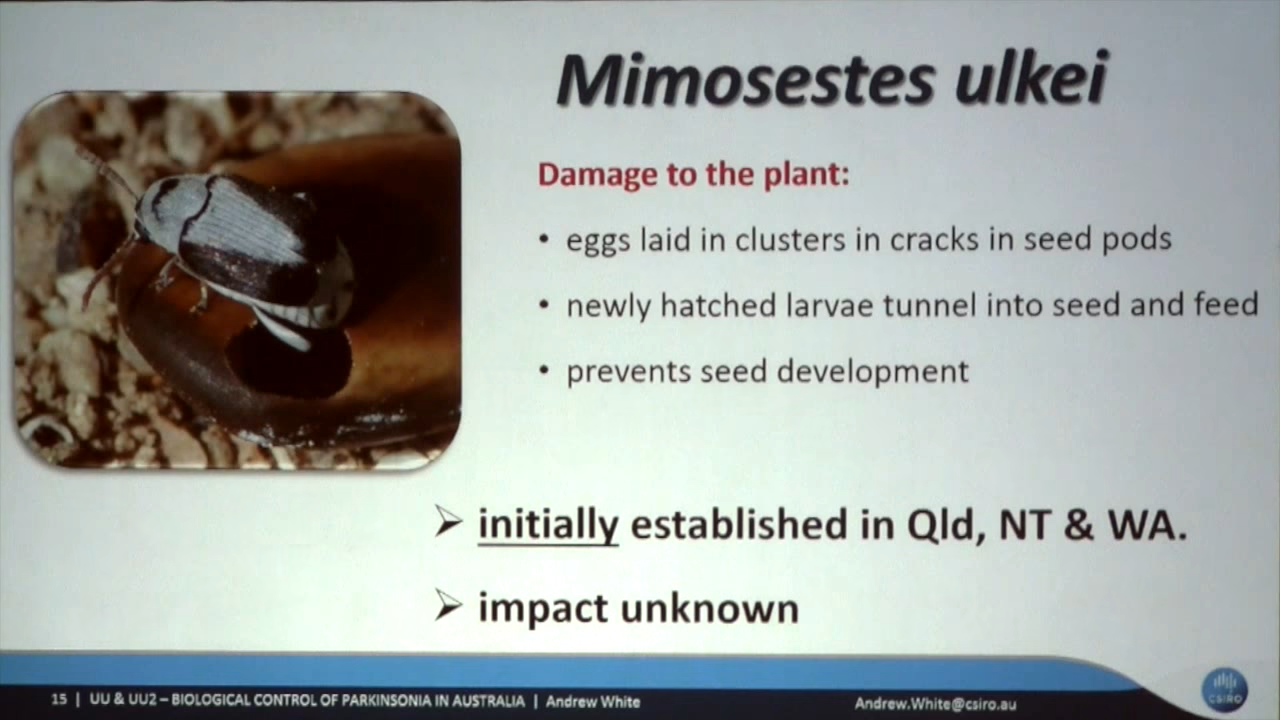 Mimosestes ulkei
Damage to the plant:
• eggs laid in clusters in cracks in seed pods
• newly hatched larvae tunnel into seed and feed
• prevents seed development
➢ initially established in Qld, NT & WA.
➢ impact unknown
15 | UU & UU2 – BIOLOGICAL CONTROL OF PARKINSONIA IN AUSTRALIA | Andrew White
Andrew.White@csiro.au
CSIRO